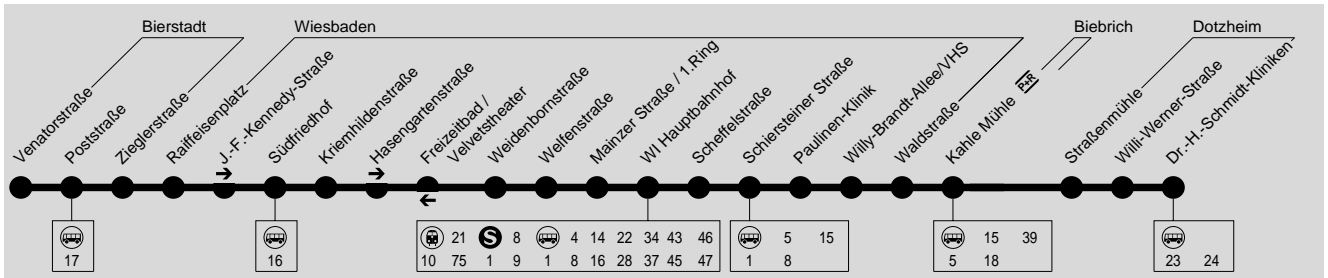 Bierstadt
Wiesbaden
Biebrich
Dotzheim
Venatorstraße
Poststraße
Zieglerstraße
Raiffeisenplatz
J.-F.-Kennedy-Straße
Südfriedhof
Kriemhildenstraße
Hasengartenstraße
Freizeitbad /
Velvetstheater
Weidenbornstraße
Welfenstraße
Mainzer Straße / 1.Ring
WI Hauptbahnhof
Scheffelstraße
Schiersteiner Straße
Paulinen-Klinik
Willy-Brandt-Allee/VHS
Waldstraße
Kahle Mühle P+R
Straßenmühle
Willi-Werner-Straße
Dr.-H.-Schmidt-Kliniken
17
16
21 S 8 4 14 22 34 43 46
10 75 1 9 1 8 16 28 37 45 47
5 15
1 8
15 39
5 18
23 24